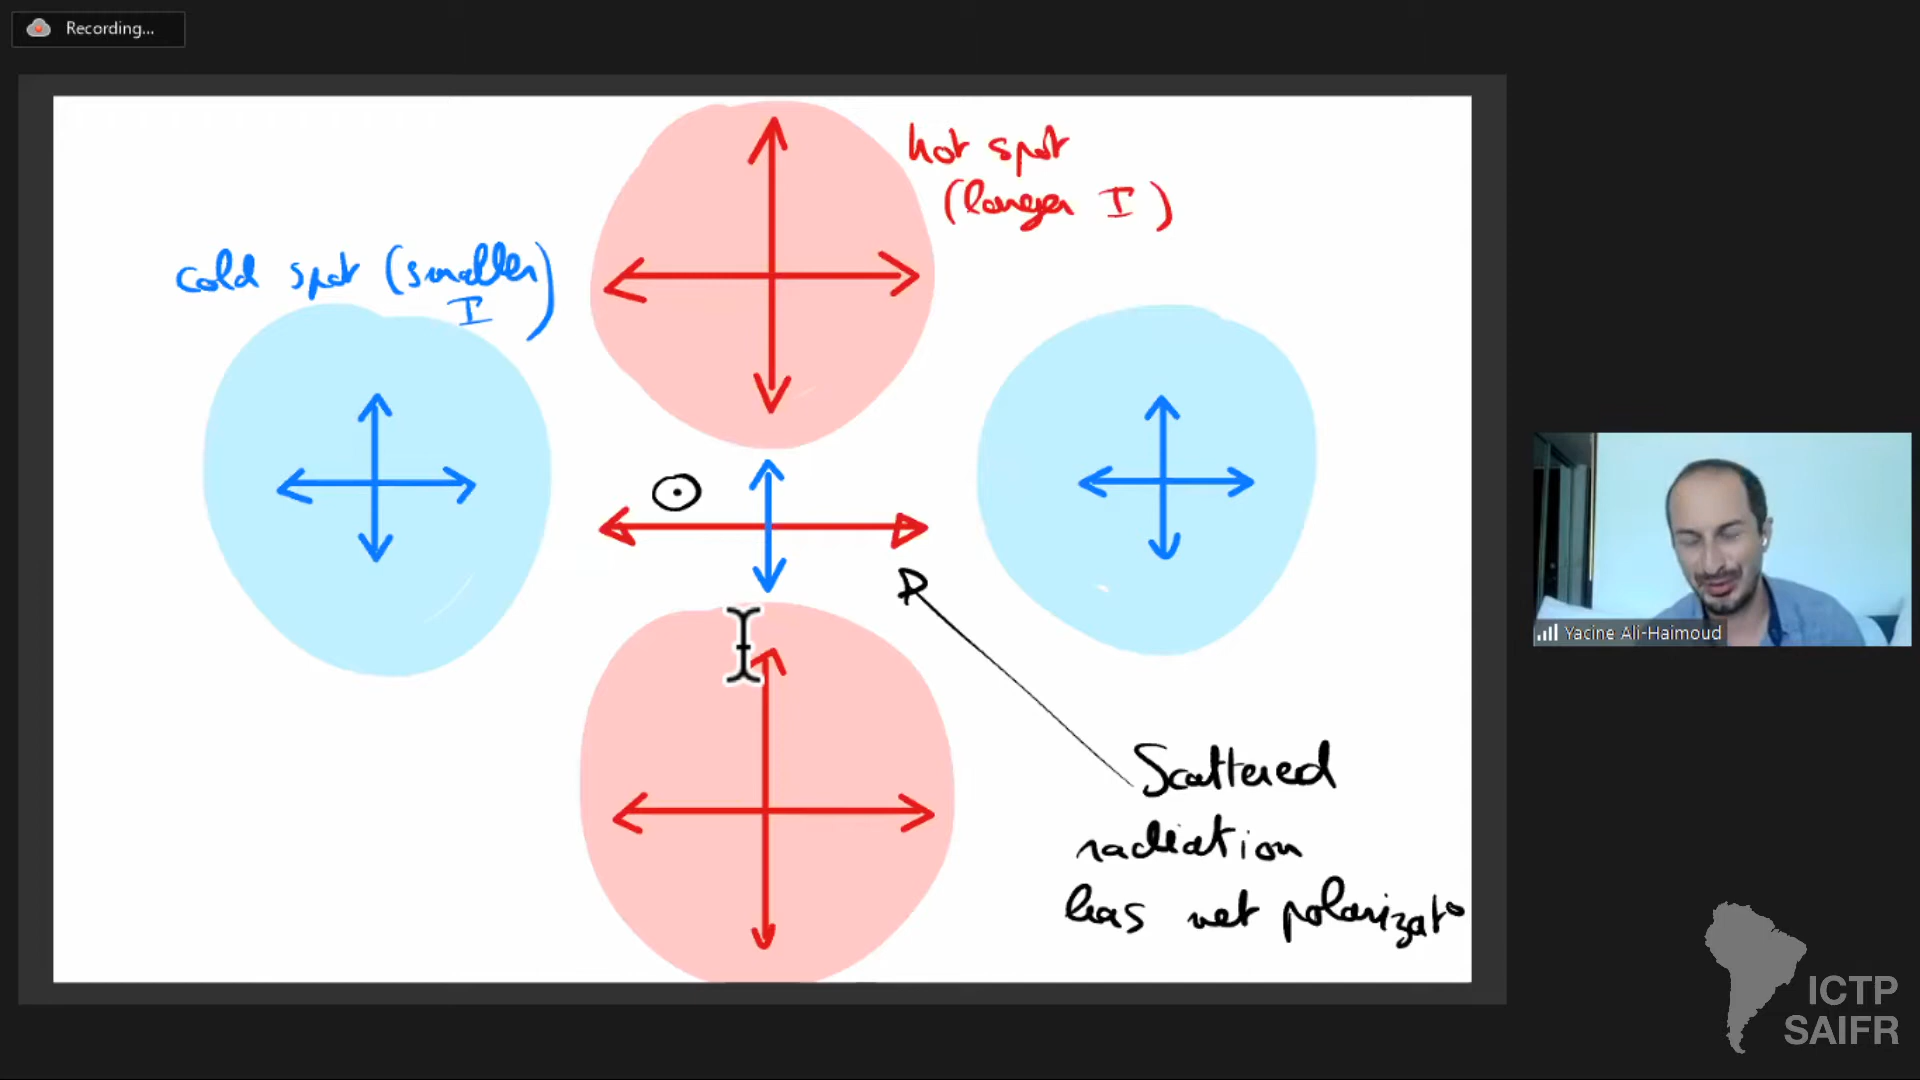 Recording...
hot spot
(larger I)
cold spot (smaller
I)
Scattered
radiation
has net polarizat°
Yacine Ali-Haimoud
ICTP
SAIFR